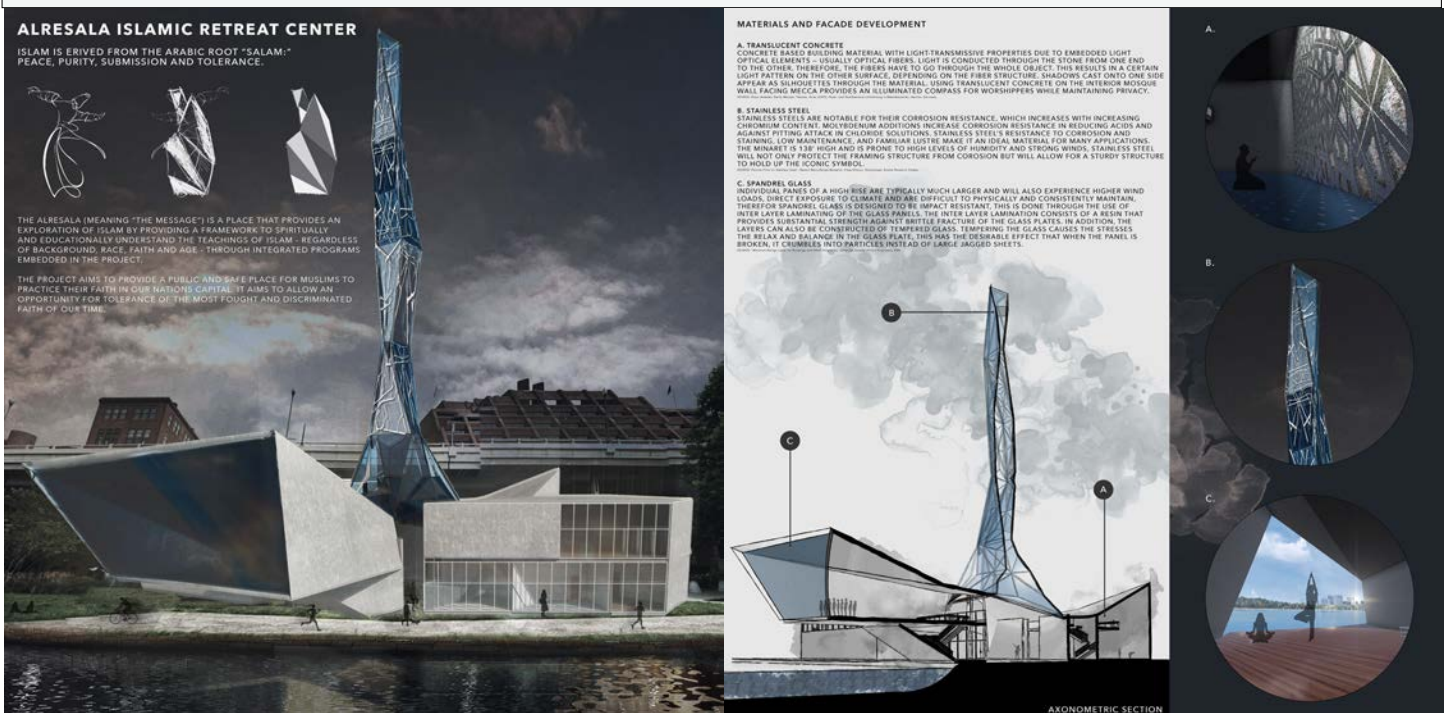 ALRESALA ISLAMIC RETREAT CENTER
ISLAM IS ERIVED FROM THE ARABIC ROOT "SALAM:"
PEACE, PURITY, SUBMISSION AND TOLERANCE.
THE ALRESALA (MEANING "THE MESSAGE") IS A PLACE THAT PROVIDES AN
EXPLORATION OF ISLAM BY PROVIDING A FRAMEWORK TO SPIRITUALLY
AND EDUCATIONALLY UNDERSTAND THE TEACHINGS OF ISLAM - REGARDLESS
OF BACKGROUND, RACE, FAITH AND AGE - THROUGH INTEGRATED PROGRAMS
EMBEDDED IN THE PROJECT.
THE PROJECT AIMS TO PROVIDE A PUBLIC AND SAFE PLACE FOR MUSLIMS TO
PRACTICE THEIR FAITH IN OUR NATIONS CAPITAL. IT AIMS TO ALLOW AN
OPPORTUNITY FOR TOLERANCE OF THE MOST FOUGHT AND DISCRIMINATED
FAITH OF OUR TIME.
MATERIALS AND FACADE DEVELOPMENT
A. TRANSLUCENT CONCRETE
CONCRETE BASED BUILDING MATERIAL WITH LIGHT-TRANSMISSIVE PROPERTIES DUE TO EMBEDDED LIGHT
OPTICAL ELEMENTS – USUALLY OPTICAL FIBERS. LIGHT IS CONDUCTED THROUGH THE STONE FROM ONE END
TO THE OTHER. THEREFORE, THE FIBERS HAVE TO GO THROUGH THE WHOLE OBJECT. THIS RESULTS IN A CERTAIN
LIGHT PATTERN ON THE OTHER SURFACE, DEPENDING ON THE FIBER STRUCTURE. SHADOWS CAST ONTO ONE SIDE
APPEAR AS SILHOUETTES THROUGH THE MATERIAL. USING TRANSLUCENT CONCRETE ON THE INTERIOR MOSQUE
WALL FACING MECCA PROVIDES AN ILLUMINATED COMPASS FOR WORSHIPPERS WHILE MAINTAINING PRIVACY.
B. STAINLESS STEEL
STAINLESS STEELS ARE NOTABLE FOR THEIR CORROSION RESISTANCE, WHICH INCREASES WITH INCREASING
CHROMIUM CONTENT. MOLYBDENUM ADDITIONS INCREASE CORROSION RESISTANCE IN REDUCING ACIDS AND
AGAINST PITTING ATTACK IN CHLORIDE SOLUTIONS. STAINLESS STEEL'S RESISTANCE TO CORROSION AND
STAINING, LOW MAINTENANCE, AND FAMILIAR LUSTRE MAKE IT AN IDEAL MATERIAL FOR MANY APPLICATIONS.
THE MINARET IS 138' HIGH AND IS PRONE TO HIGH LEVELS OF HUMIDITY AND STRONG WINDS, STAINLESS STEEL
WILL NOT ONLY PROTECT THE FRAMING STRUCTURE FROM COROSION BUT WILL ALLOW FOR A STURDY STRUCTURE
TO HOLD UP THE ICONIC SYMBOL.
C. SPANDREL GLASS
INDIVIDUAL PANES OF A HIGH RISE ARE TYPICALLY MUCH LARGER AND WILL ALSO EXPERIENCE HIGHER WIND
LOADS, DIRECT EXPOSURE TO CLIMATE AND ARE DIFFICULT TO PHYSICALLY AND CONSISTENTLY MAINTAIN,
THEREFOR SPANDREL GLASS IS DESIGNED TO BE IMPACT RESISTANT, THIS IS DONE THROUGH THE USE OF
INTER LAYER LAMINATING OF THE GLASS PANELS. THE INTER LAYER LAMINATION CONSISTS OF A RESIN THAT
PROVIDES SUBSTANTIAL STRENGTH AGAINST BRITTLE FRACTURE OF THE GLASS PLATES. IN ADDITION, THE
LAYERS CAN ALSO BE CONSTRUCTED OF TEMPERED GLASS. TEMPERING THE GLASS CAUSES THE STRESSES
THE RELAX AND BALANCE IN THE GLASS PLATE, THIS HAS THE DESIRABLE EFFECT THAT WHEN THE PANEL IS
BROKEN, IT CRUMBLES INTO PARTICLES INSTEAD OF LARGE JAGGED SHEETS.
B
C
A
AXONOMETRIC SECTION
A.
B.
C.